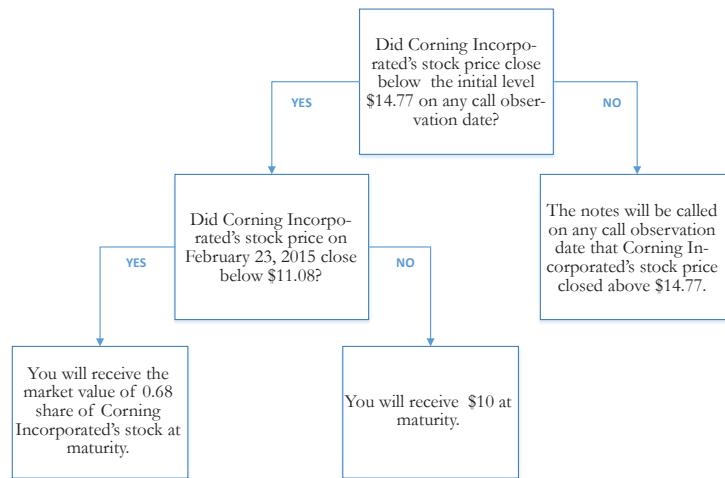 Did Corning Incorpo-
rated's stock price close
below the initial level
$14.77 on any call obser-
vation date?
YES
NO
Did Corning Incorpo-
rated's stock price on
February 23, 2015 close
below $11.08?
The notes will be called
on any call observation
date that Corning In-
corporated's stock price
closed above $14.77.
YES
NO
You will receive the
market value of 0.68
share of Corning
Incorporated's stock at
maturity.
You will receive $10 at
maturity.